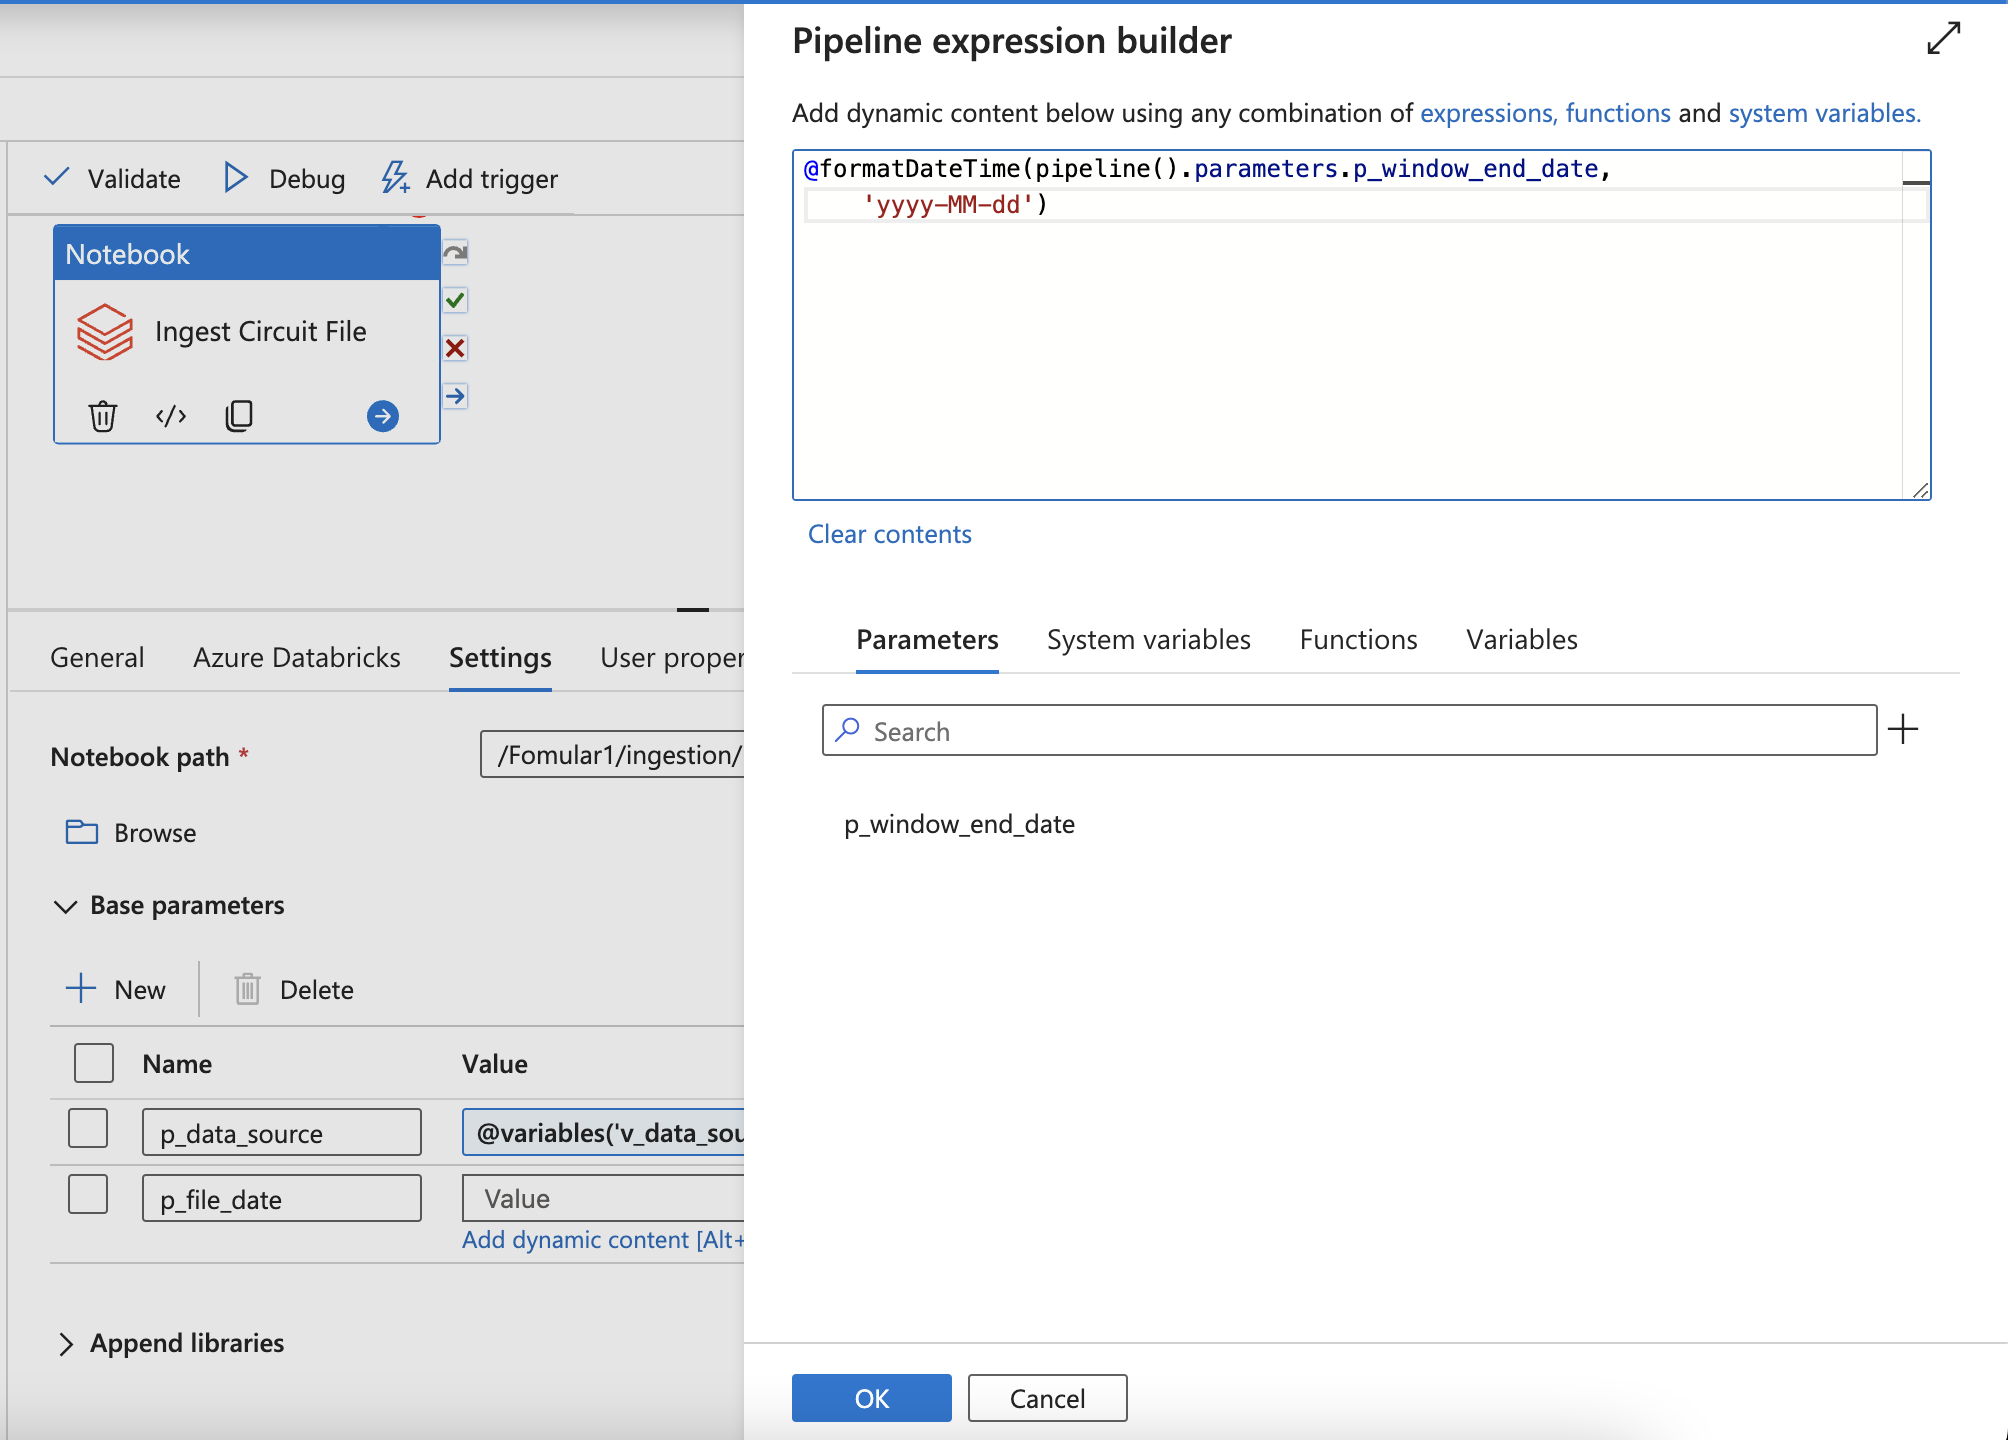 Pipeline expression builder
Add dynamic content below using any combination of expressions, functions and system variables.
@formatDateTime(pipeline().parameters.p_window_end_date,
'yyyy-MM-dd')
Clear contents
Parameters System variables Functions Variables
Search
p_window_end_date
OK Cancel
Validate Debug Add trigger
Notebook
Ingest Circuit File
General Azure Databricks Settings User proper
Notebook path *
/Fomular1/ingestion/
Browse
Base parameters
New Delete
Name Value
p_data_source @variables('v_data_sou
p_file_date Value
Add dynamic content [Alt+
Append libraries